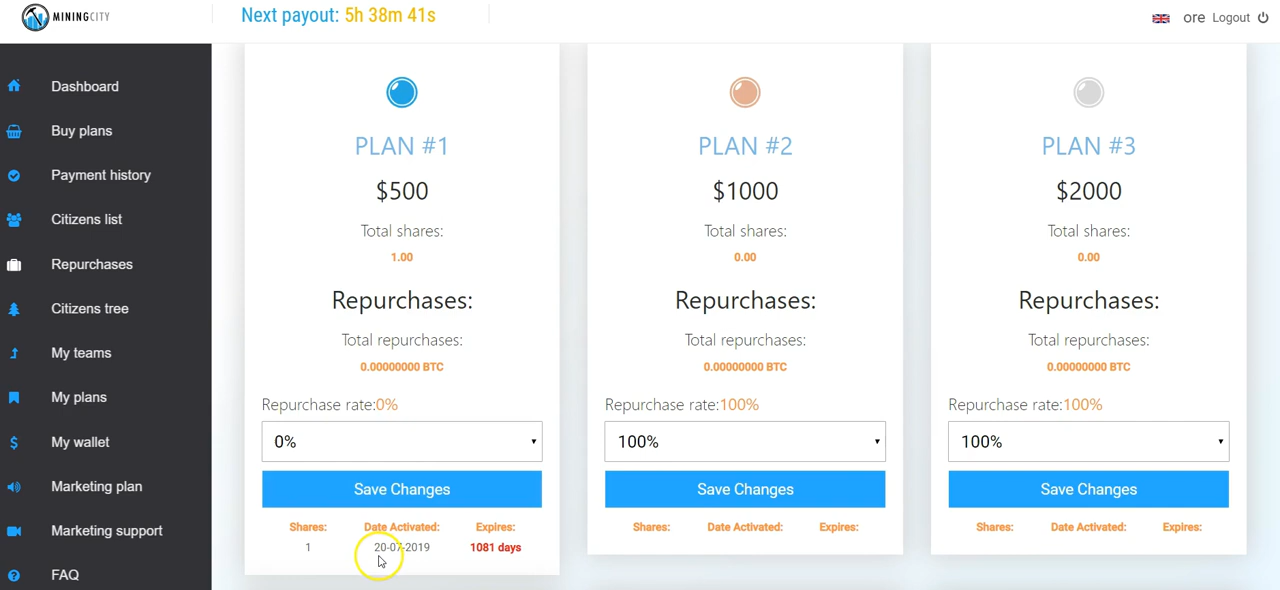 MININGCITY
Next payout: 5h 38m 41s
ore Logout
Dashboard
Buy plans
Payment history
Citizens list
Repurchases
Citizens tree
My teams
My plans
My wallet
Marketing plan
Marketing support
FAQ
PLAN #1
$500
Total shares:
1.00
Repurchases:
Total repurchases:
0.00000000 BTC
Repurchase rate:0%
0%
Save Changes
Shares: Date Activated: Expires:
1 20-07-2019 1081 days
PLAN #2
$1000
Total shares:
0.00
Repurchases:
Total repurchases:
0.00000000 BTC
Repurchase rate:100%
100%
Save Changes
Shares: Date Activated: Expires:
PLAN #3
$2000
Total shares:
0.00
Repurchases:
Total repurchases:
0.00000000 BTC
Repurchase rate:100%
100%
Save Changes
Shares: Date Activated: Expires: